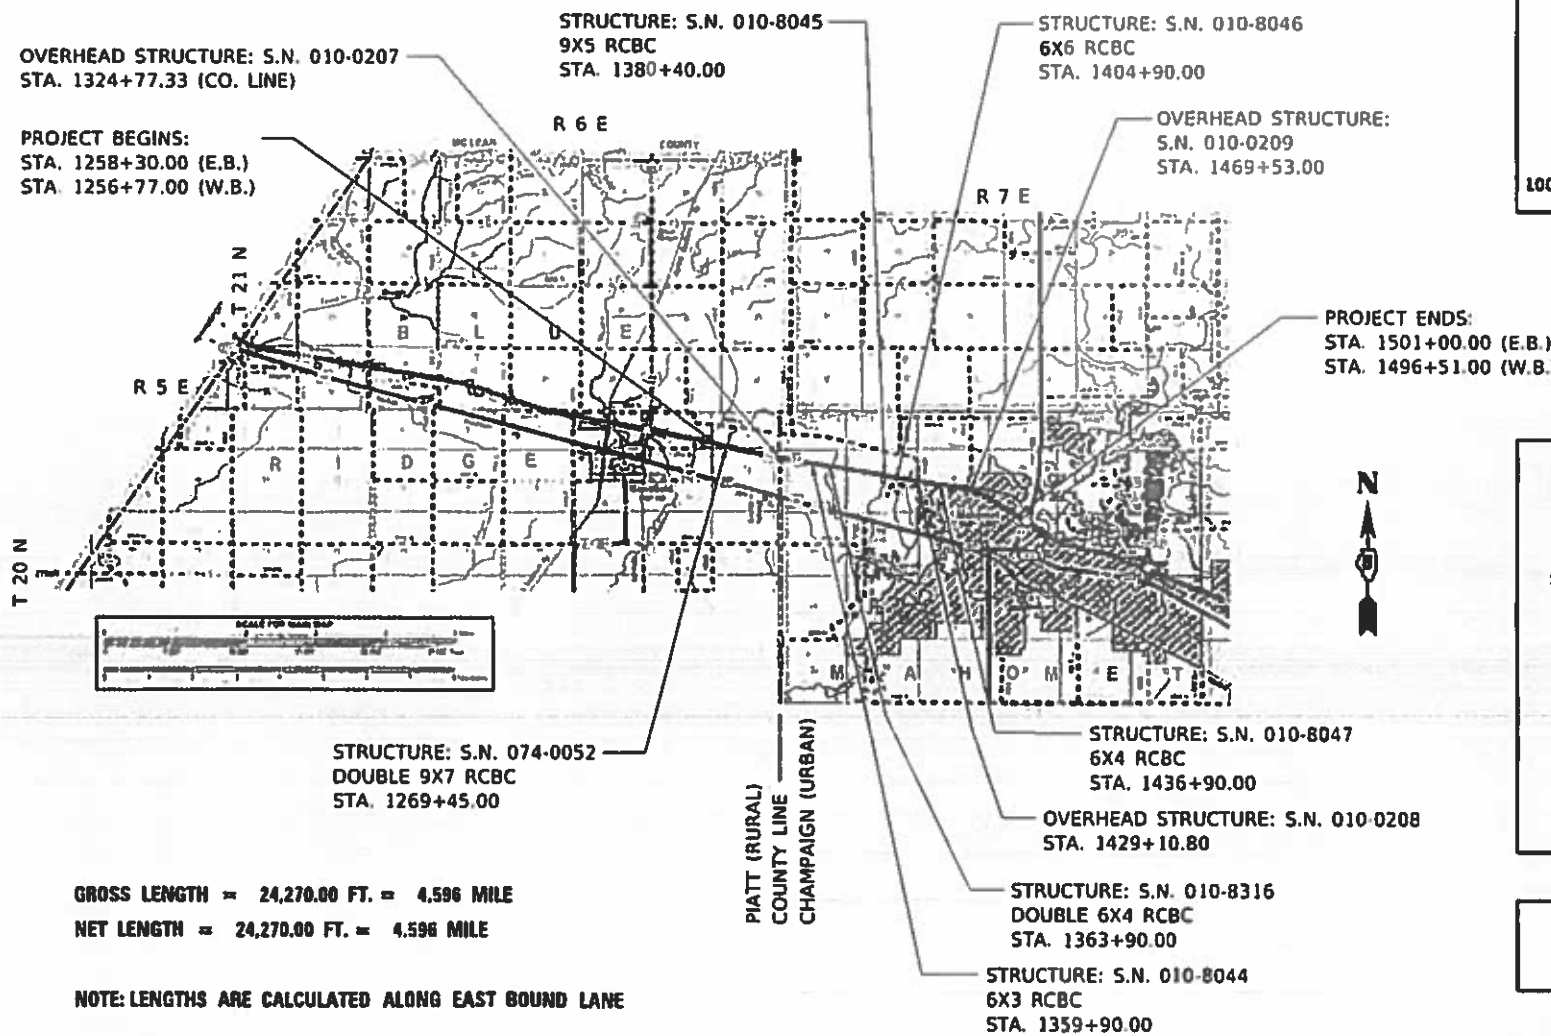 STRUCTURE: S.N. 010-8045
9X5 RCBC
STA. 1380+40.00
STRUCTURE: S.N. 010-8046
6X6 RCBC
STA. 1404+90.00
OVERHEAD STRUCTURE: S.N. 010-0207
STA. 1324+77.33 (CO. LINE)
OVERHEAD STRUCTURE:
S.N. 010-0209
STA. 1469+53.00
PROJECT BEGINS:
STA. 1258+30.00 (E.B.)
STA. 1256+77.00 (W.B.)
R 6 E
McLEAN COUNTY
R 7 E
100
T 21 N
B L U E
R 5 E
R I D G E
PROJECT ENDS:
STA. 1501+00.00 (E.B.)
STA. 1496+51.00 (W.B.
N
T 20 N
SCALE FOR MAIN MAP
M A H O M E T
STRUCTURE: S.N. 074-0052
DOUBLE 9X7 RCBC
STA. 1269+45.00
PIATT (RURAL)
COUNTY LINE
CHAMPAIGN (URBAN)
STRUCTURE: S.N. 010-8047
6X4 RCBC
STA. 1436+90.00
OVERHEAD STRUCTURE: S.N. 010-0208
STA. 1429+10.80
STRUCTURE: S.N. 010-8316
DOUBLE 6X4 RCBC
STA. 1363+90.00
STRUCTURE: S.N. 010-8044
6X3 RCBC
STA. 1359+90.00
GROSS LENGTH = 24,270.00 FT. = 4.596 MILE
NET LENGTH = 24,270.00 FT. = 4.596 MILE
NOTE: LENGTHS ARE CALCULATED ALONG EAST BOUND LANE